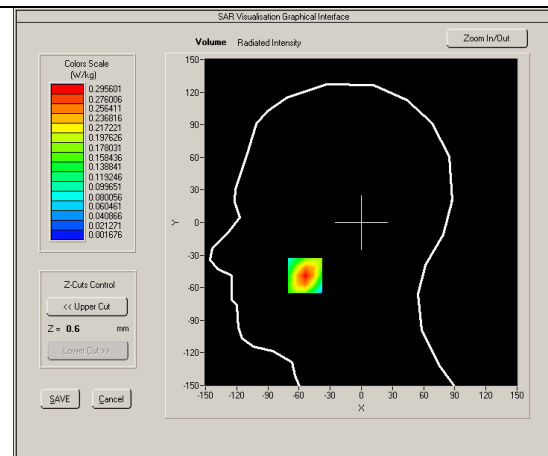 SAR Visualisation Graphical Interface
Volume Radiated Intensity
Zoom In/Out
Colors Scale
(W/kg)
0.295601
0.276006
0.256411
0.236816
0.217221
0.197626
0.178031
0.158436
0.138841
0.119246
0.099651
0.080056
0.060461
0.040866
0.021271
0.001676
Z-Cuts Control
<< Upper Cut
Z = 0.6 mm
Lower Cut >>
SAVE Cancel
150
120
90
60
30
0
-30
-60
-90
-120
-150
Y
-150 -120 -90 -60 -30 0 30 60 90 120 150
X